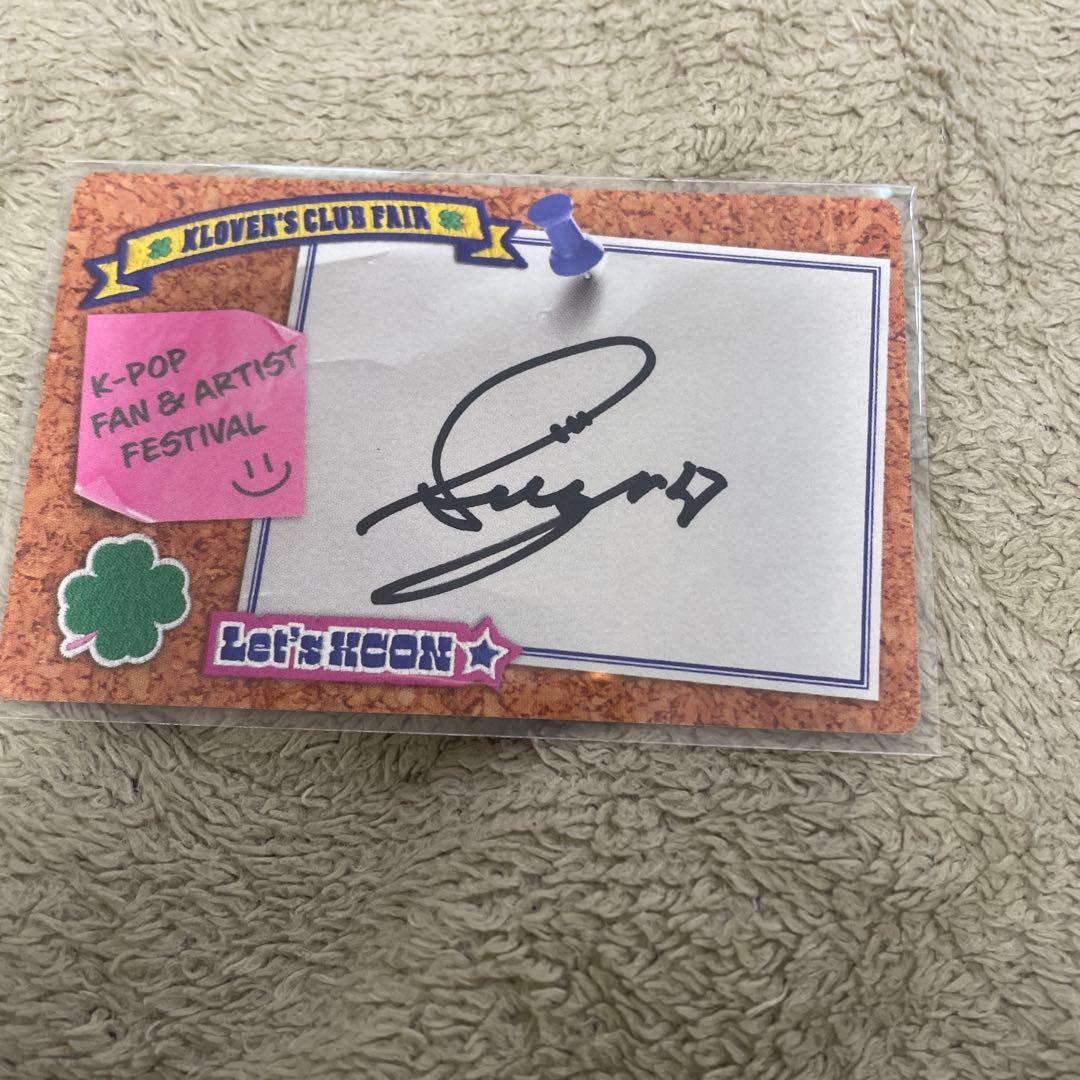 KLOVER'S CLUB FAIR
K-POP
FAN & ARTIST
FESTIVAL
Let's KCON